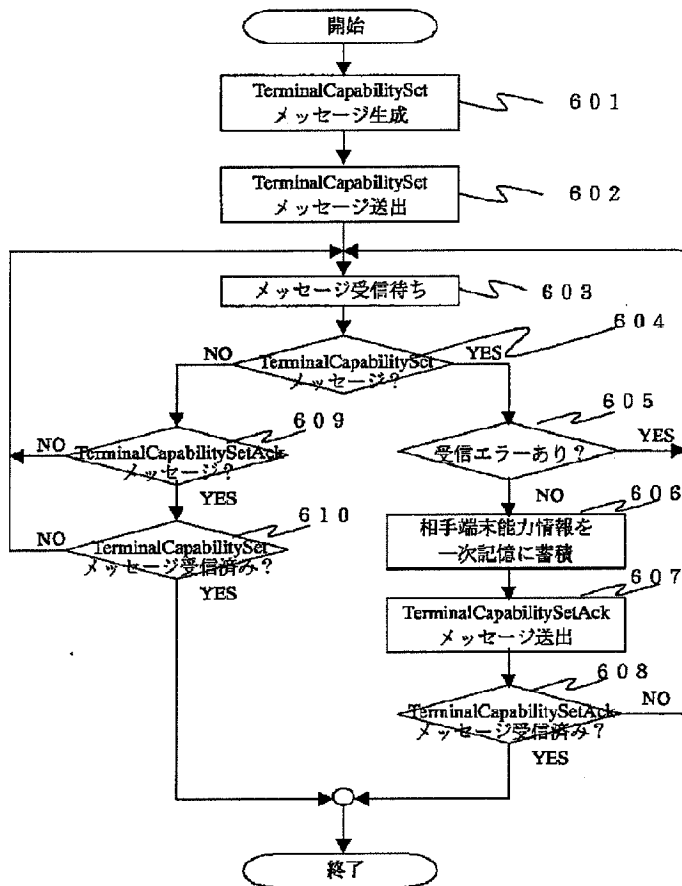 開始
TerminalCapabilitySet
メッセージ生成
601
TerminalCapabilitySet
メッセージ送出
602
メッセージ受信待ち
603
604
NO
TerminalCapabilitySet
メッセージ?
YES
605
609
NO
TerminalCapabilitySetAck
メッセージ?
YES
受信エラーあり?
YES
NO
606
610
NO
TerminalCapabilitySet
メッセージ受信済み?
YES
相手端末能力情報を
一次記憶に蓄積
607
TerminalCapabilitySetAck
メッセージ送出
608
TerminalCapabilitySetAck
メッセージ受信済み?
NO
YES
終了